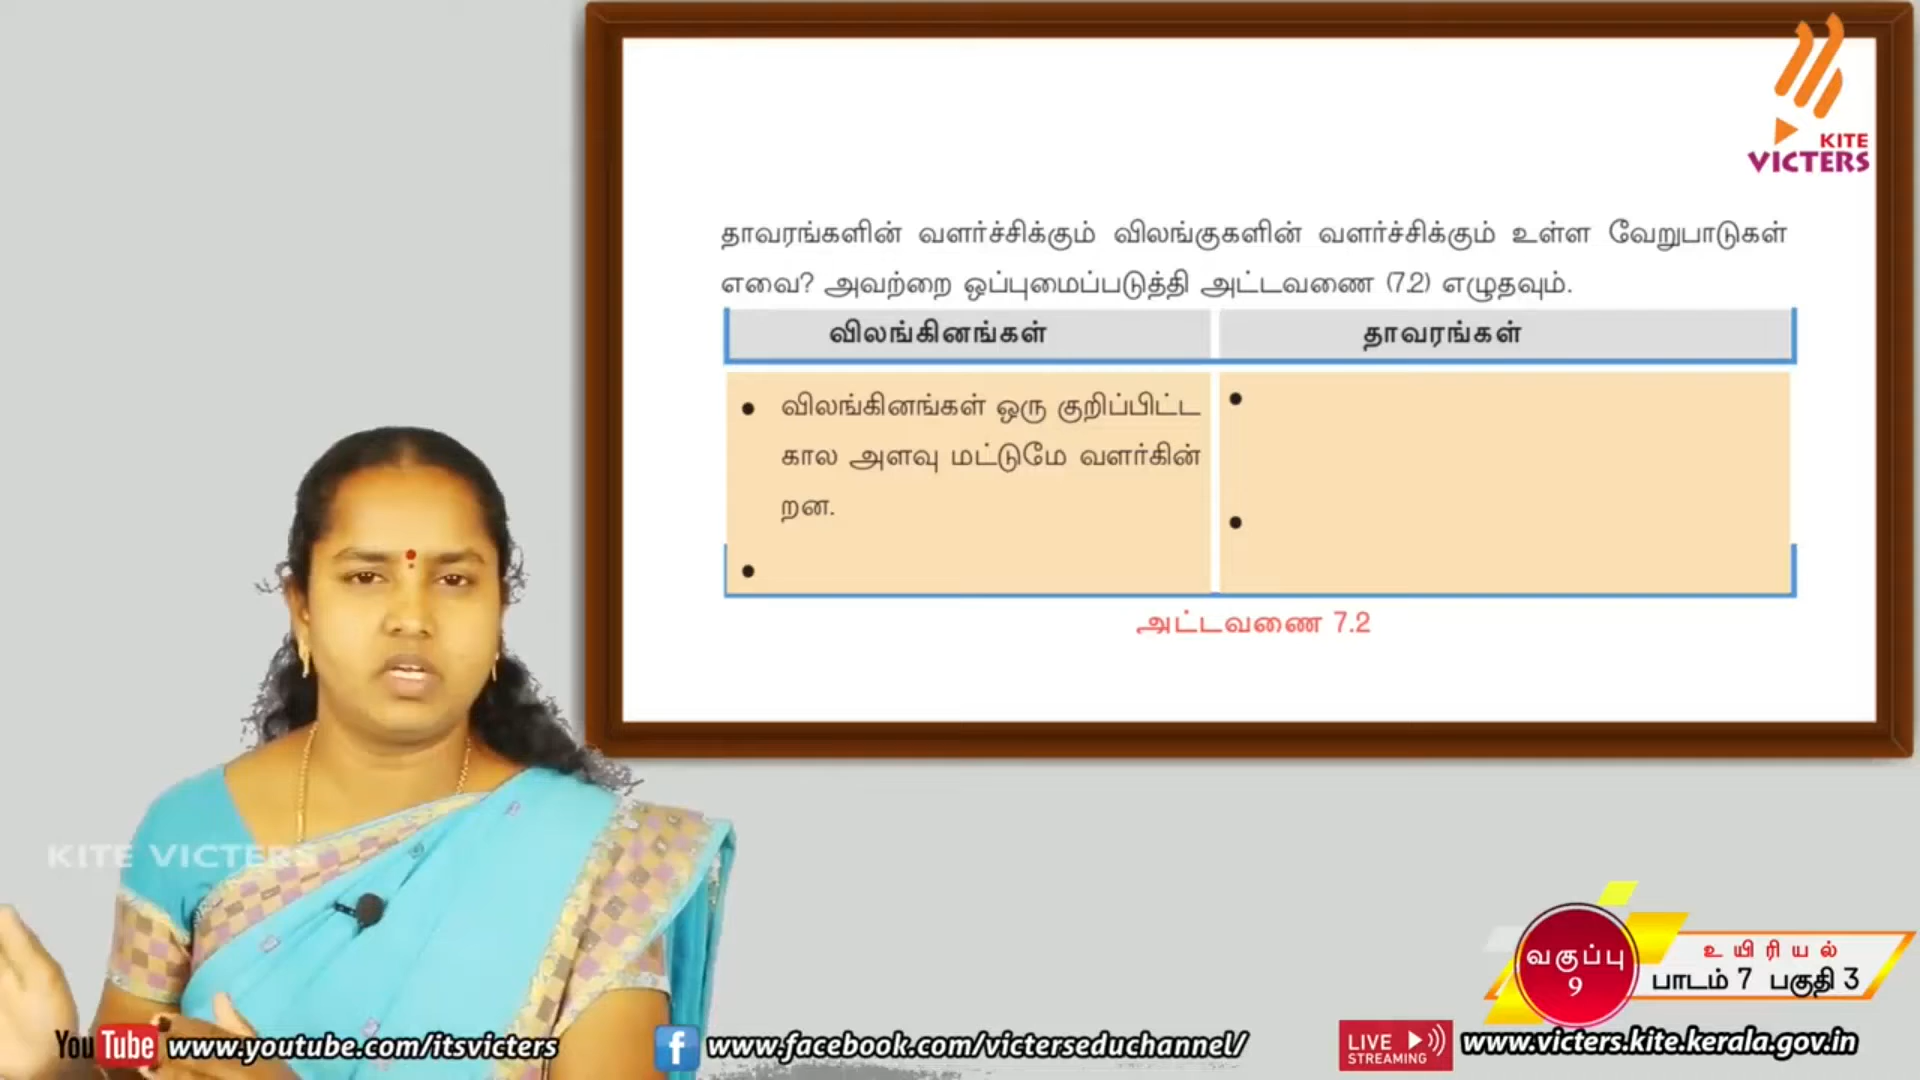 KITE
VICTERS
தாவரங்களின் வளர்ச்சிக்கும் விலங்குகளின் வளர்ச்சிக்கும் உள்ள வேறுபாடுகள்
எவை? அவற்றை ஒப்புமைப்படுத்தி அட்டவணை (7.2) எழுதவும்.
விலங்கினங்கள்
தாவரங்கள்
• விலங்கினங்கள் ஒரு குறிப்பிட்ட
கால அளவு மட்டுமே வளர்கின்
றன.
•
•
•
அட்டவணை 7.2
KITE VICTERS
வகுப்பு
9
உயிரியல்
பாடம் 7 பகுதி 3
YouTube www.youtube.com/itsvicters
f www.facebook.com/victerseduchannel/
LIVE
STREAMING
www.victers.kite.kerala.gov.in